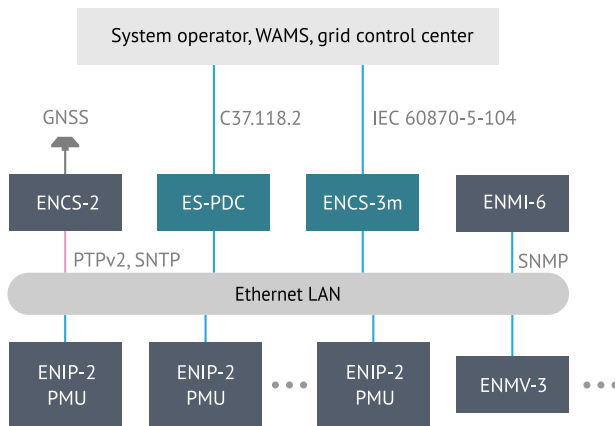 System operator, WAMS, grid control center
GNSS
C37.118.2
IEC 60870-5-104
ENCS-2
ES-PDC
ENCS-3m
ENMI-6
PTPv2, SNTP
SNMP
Ethernet LAN
ENIP-2
PMU
ENIP-2
PMU
ENIP-2
PMU
ENMV-3